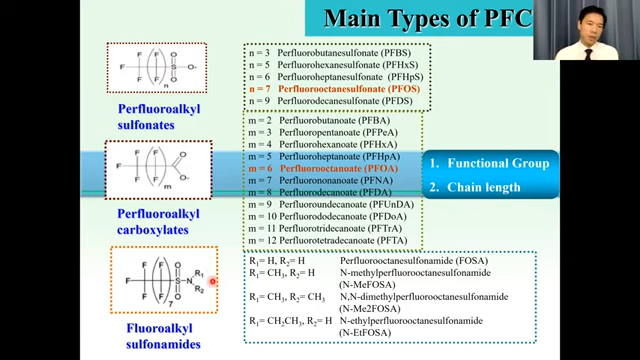 Main Types of PFC
n = 3 Perfluorobutanesulfonate (PFBS)
n = 5 Perfluorohexanesulfonate (PFHxS)
n = 6 Perfluoroheptanesulfonate (PFHpS)
n = 7 Perfluorooctanesulfonate (PFOS)
n = 9 Perfluorodecanesulfonate (PFDS)
F F F S O O O- F F n
Perfluoroalkyl
sulfonates
m = 2 Perfluorobutanoate (PFBA)
m = 3 Perfluoropentanoate (PFPeA)
m = 4 Perfluorohexanoate (PFHxA)
m = 5 Perfluoroheptanoate (PFHpA)
m = 6 Perfluorooctanoate (PFOA)
m = 7 Perfluorononanoate (PFNA)
m = 8 Perfluorodecanoate (PFDA)
m = 9 Perfluoroundecanoate (PFUnDA)
m = 10 Perfluorododecanoate (PFDoA)
m = 11 Perfluorotridecanoate (PFTrA)
m = 12 Perfluorotetradecanoate (PFTA)
F F F O O- F F m
Perfluoroalkyl
carboxylates
1. Functional Group
2. Chain length
F F F O S N R1 R2 F F O 7
Fluoroalkyl
sulfonamides
R1= H, R2= H Perfluorooctanesulfonamide (FOSA)
R1= CH3, R2= H N-methylperfluorooctanesulfonamide
(N-MeFOSA)
R1= CH3, R2= CH3 N,N-dimethylperfluorooctanesulfonamide
(N-Me2FOSA)
R1= CH2CH3, R2= H N-ethylperfluorooctanesulfonamide
(N-EtFOSA)